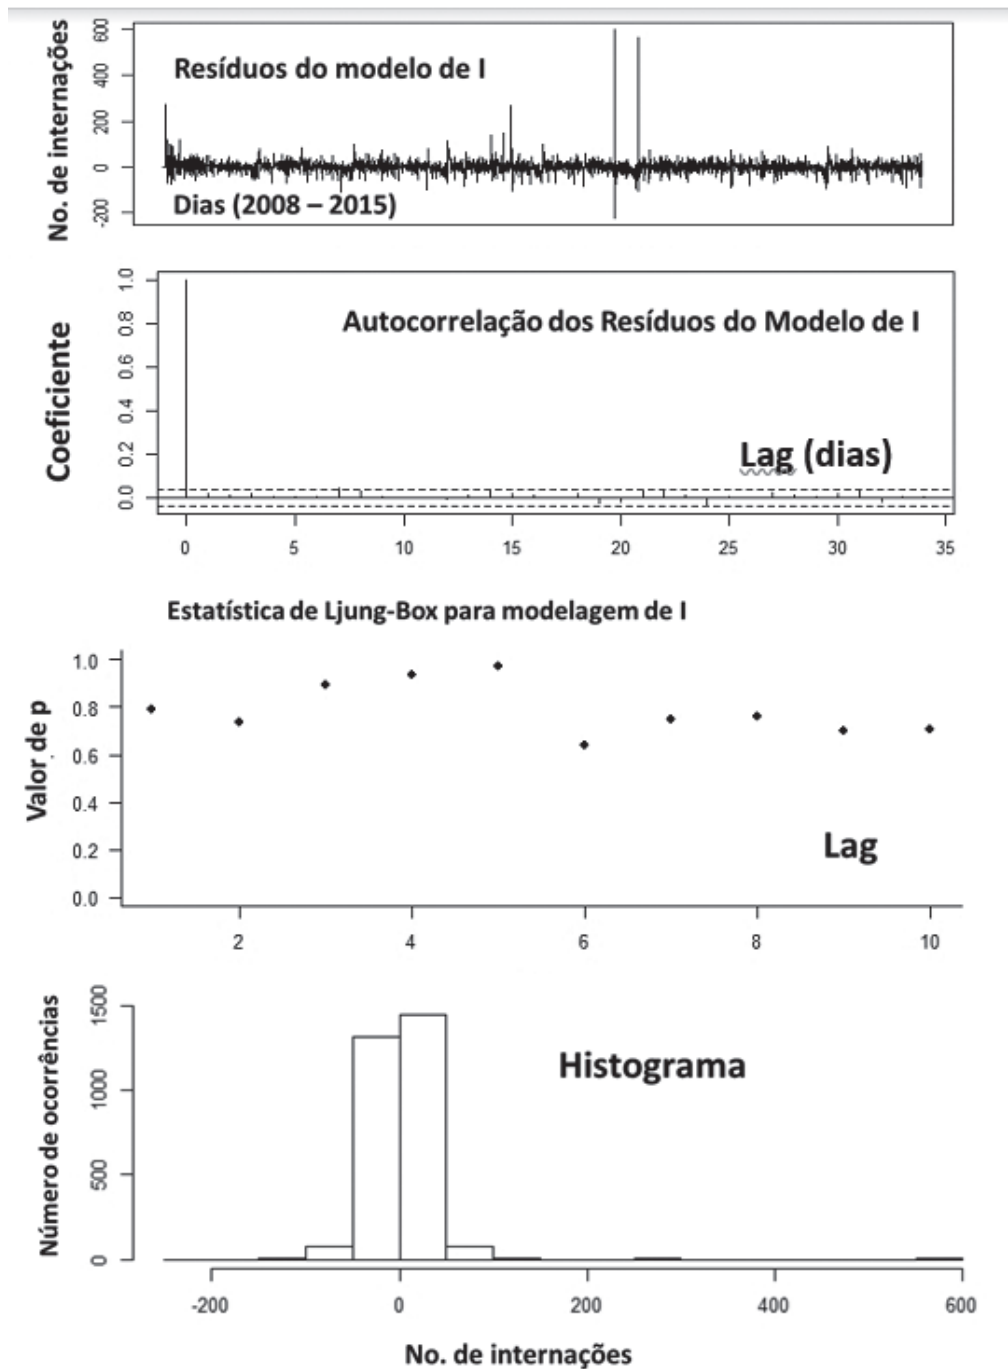 No. de internações
600
400
200
0
-200
Resíduos do modelo de I
Dias (2008 – 2015)
Coeficiente
1.0
0.8
0.6
0.4
0.2
0.0
Autocorrelação dos Resíduos do Modelo de I
Lag (dias)
0 5 10 15 20 25 30 35
Estatística de Ljung-Box para modelagem de I
Valor de p
1.0
0.8
0.6
0.4
0.2
0.0
Lag
2 4 6 8 10
Número de ocorrências
1500
1000
500
0
Histograma
-200 0 200 400 600
No. de internações